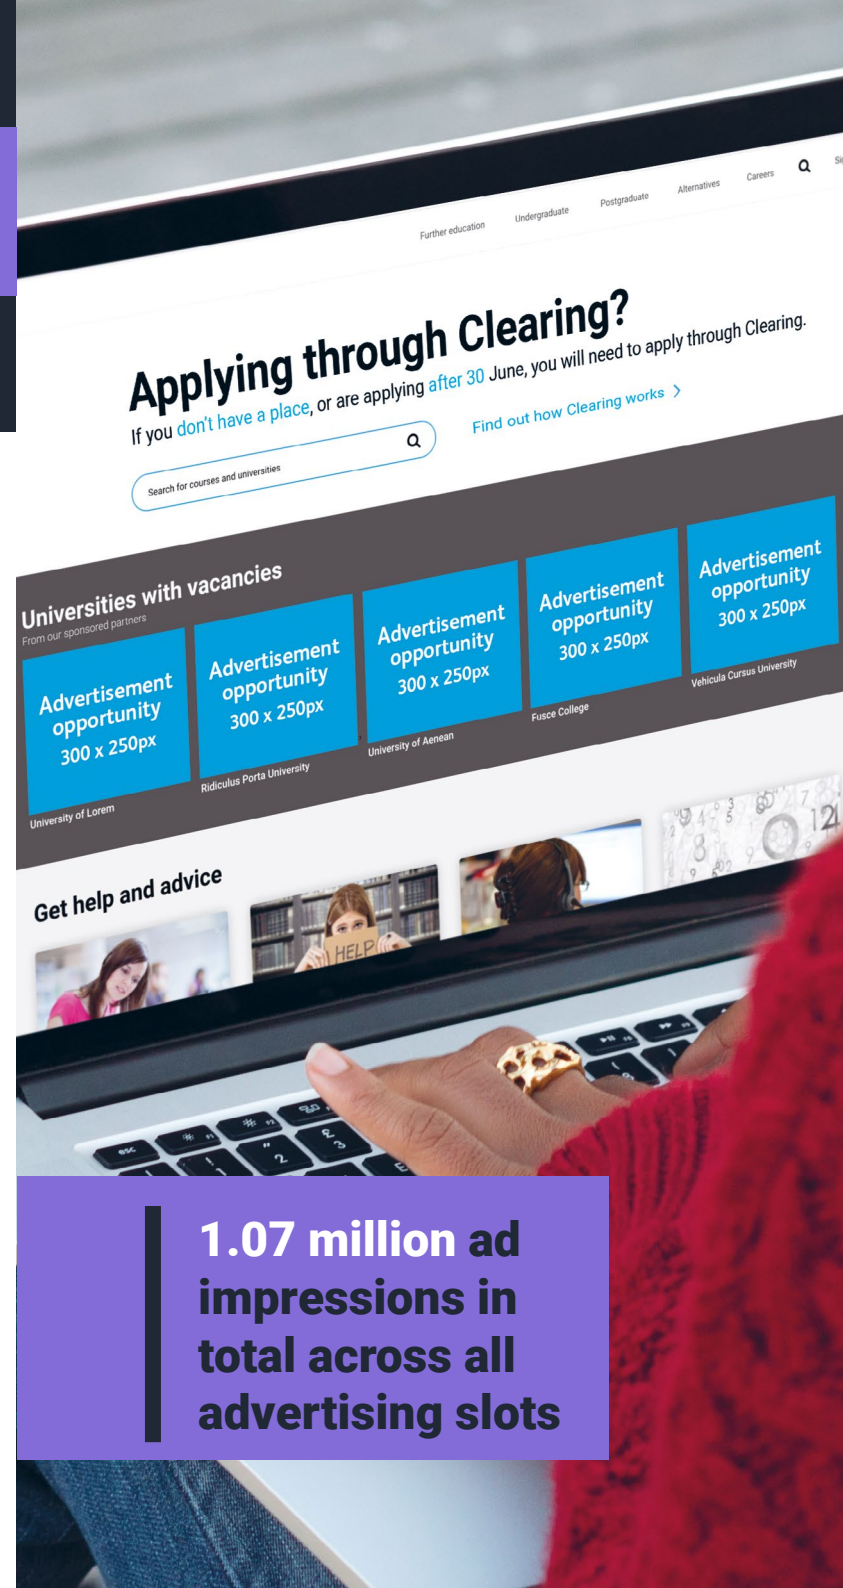 Further education Undergraduate Postgraduate Alternatives Careers
Applying through Clearing?
If you don't have a place, or are applying after 30 June, you will need to apply through Clearing.
Search for courses and universities
Find out how Clearing works
Universities with vacancies
From our sponsored partners
Advertisement
opportunity
300 x 250px
University of Lorem
Advertisement
opportunity
300 x 250px
Ridiculus Porta University
Advertisement
opportunity
300 x 250px
University of Aenean
Advertisement
opportunity
300 x 250px
Fusce College
Advertisement
opportunity
300 x 250px
Vehicula Cursus University
Get help and advice
HELP
esc
2
£
3
1.07 million ad
impressions in
total across all
advertising slots